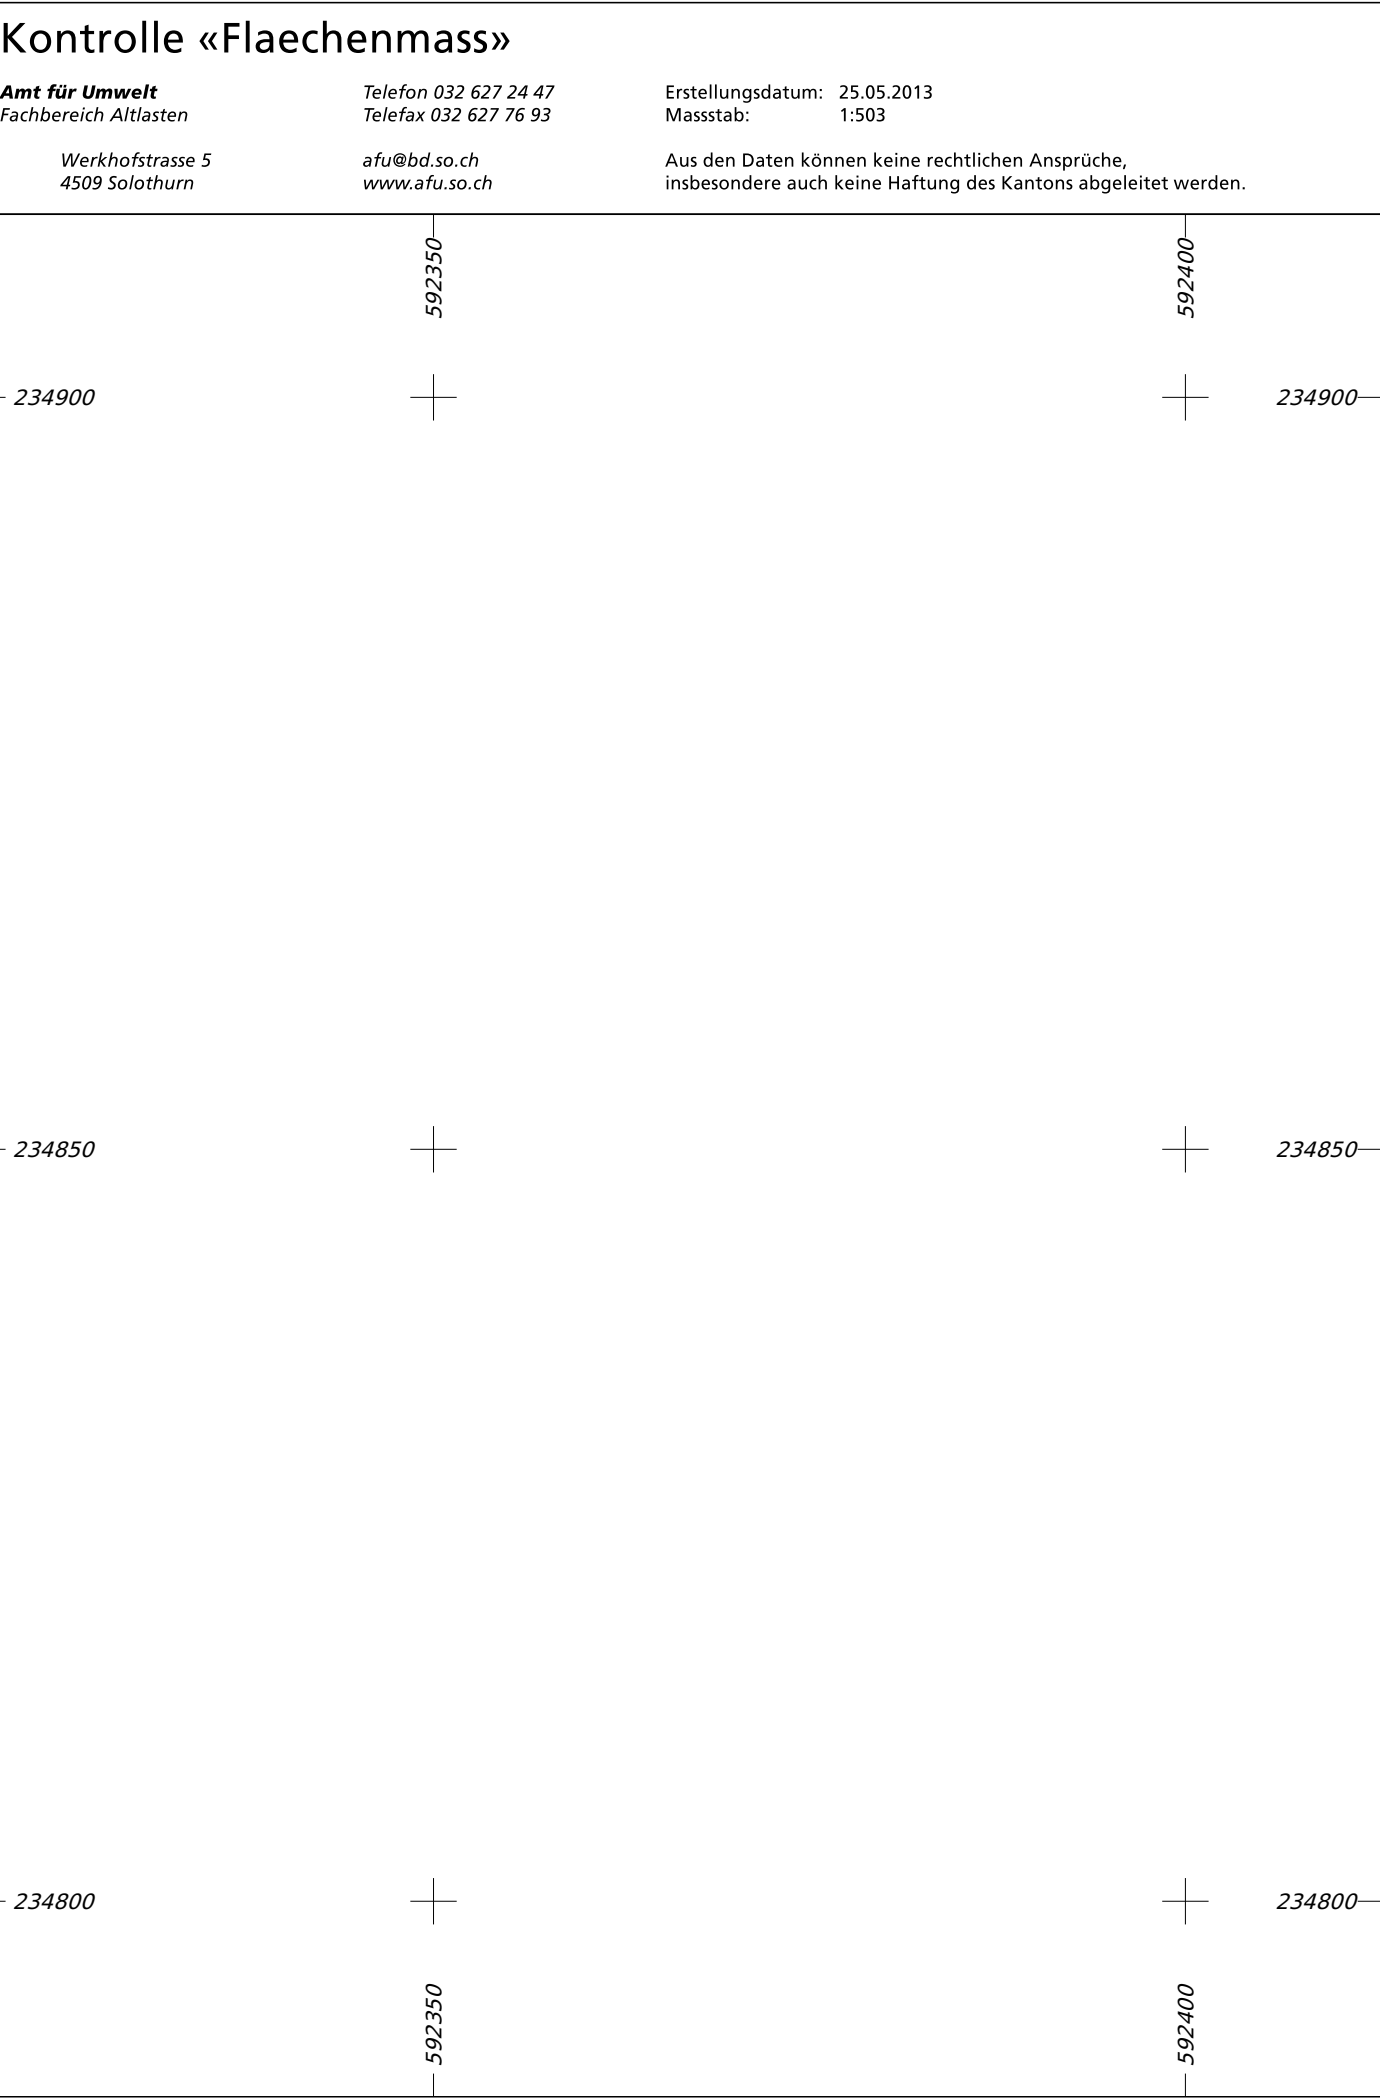 Kontrolle «Flaechenmass»
Amt für Umwelt
Fachbereich Altlasten
Werkhofstrasse 5
4509 Solothurn
Telefon 032 627 24 47
Telefax 032 627 76 93
afu@bd.so.ch
www.afu.so.ch
Erstellungsdatum: 25.05.2013
Massstab: 1:503
Aus den Daten können keine rechtlichen Ansprüche,
insbesondere auch keine Haftung des Kantons abgeleitet werden.
592350 592400
234900 234900
234850 234850
234800 234800
592350 592400